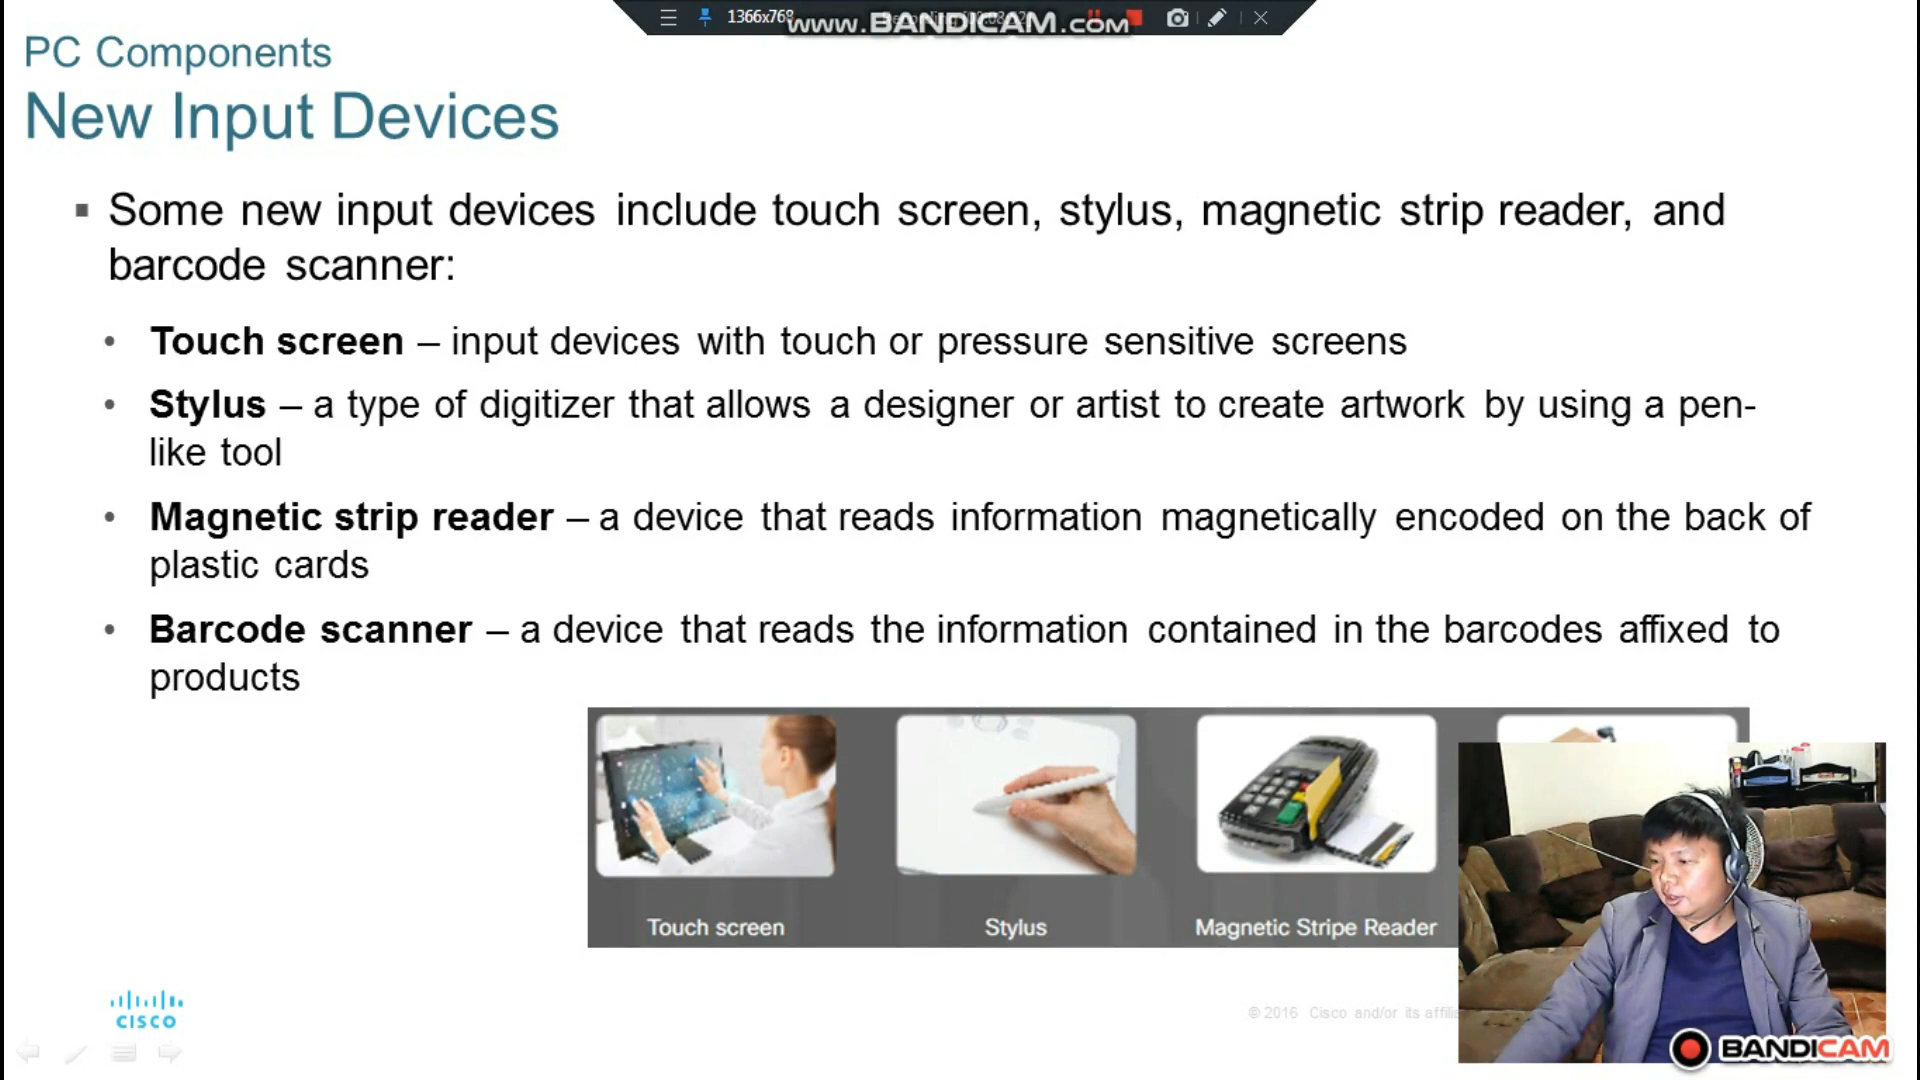 1366x768
www.BANDICAM.com
PC Components
New Input Devices
Some new input devices include touch screen, stylus, magnetic strip reader, and
barcode scanner:
Touch screen – input devices with touch or pressure sensitive screens
Stylus – a type of digitizer that allows a designer or artist to create artwork by using a pen-
like tool
Magnetic strip reader – a device that reads information magnetically encoded on the back of
plastic cards
Barcode scanner – a device that reads the information contained in the barcodes affixed to
products
Touch screen
Stylus
Magnetic Stripe Reader
CISCO
© 2016 Cisco and/or its
BANDICAM